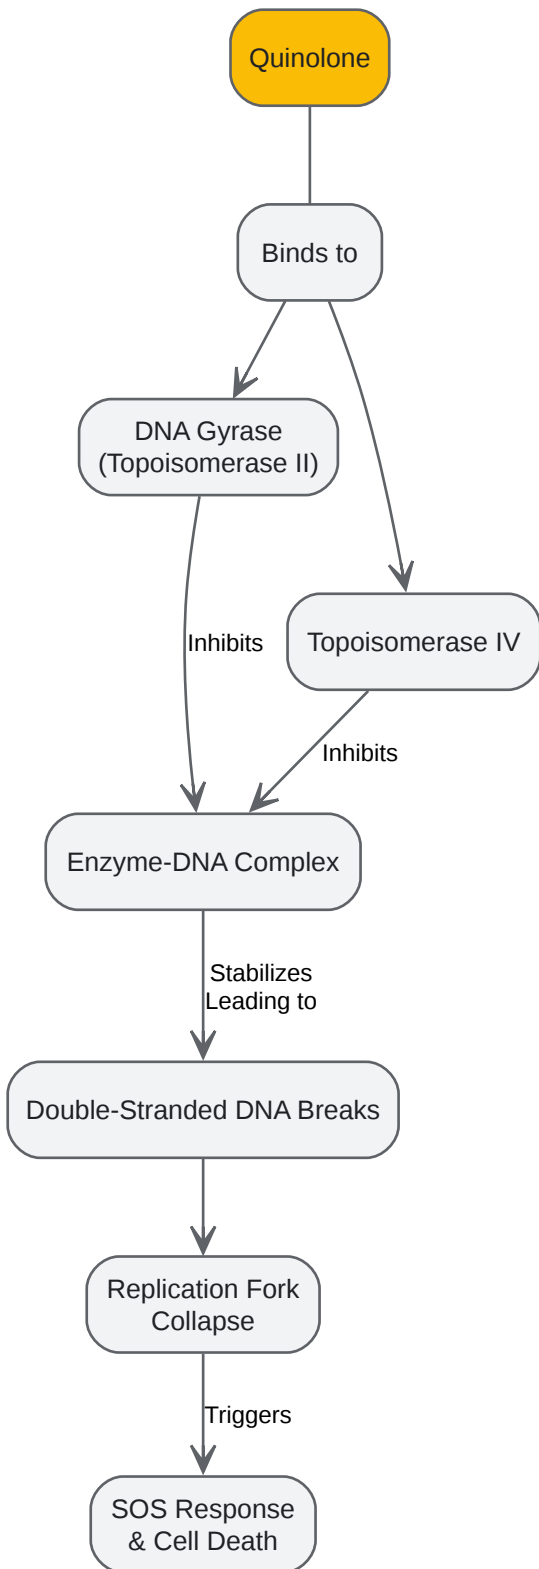 Quinolone
Binds to
DNA Gyrase
(Topoisomerase II)
Inhibits
Topoisomerase IV
Inhibits
Enzyme-DNA Complex
Stabilizes
Leading to
Double-Stranded DNA Breaks
Replication Fork
Collapse
Triggers
SOS Response
& Cell Death